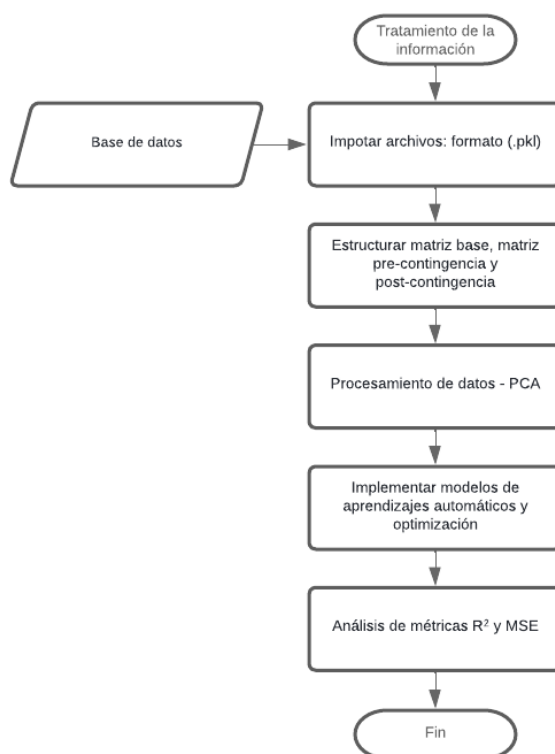 Tratamiento de la
información
Base de datos
Impotar archivos: formato (.pkl)
Estructurar matriz base, matriz
pre-contingencia y
post-contingencia
Procesamiento de datos - PCA
Implementar modelos de
aprendizajes automáticos y
optimización
Análisis de métricas R² y MSE
Fin